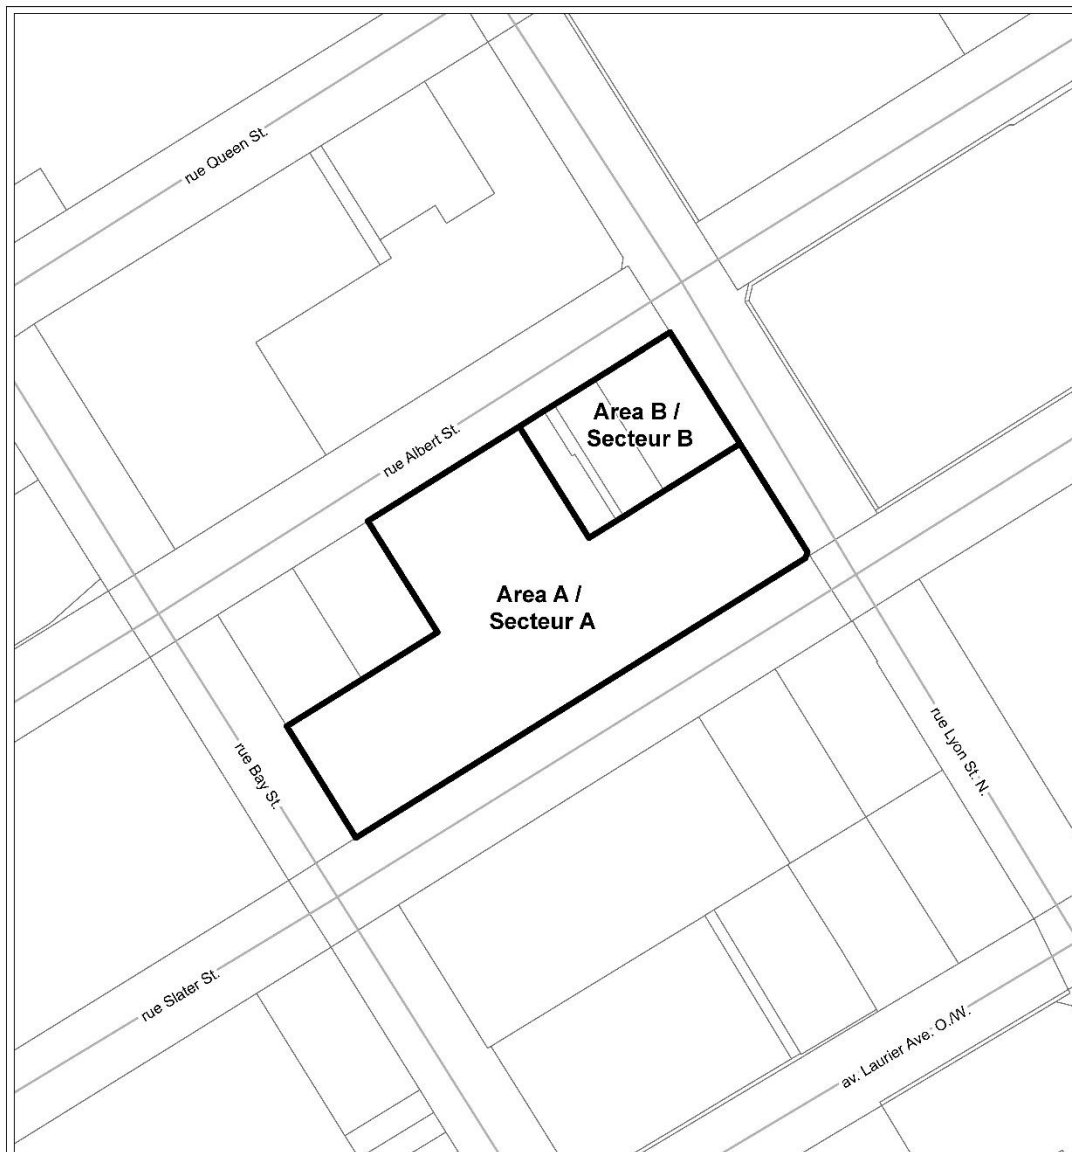 rue Queen St.
rue Albert St.
Area B /
Secteur B
Area A /
Secteur A
rue Bay St.
rue Lyon St. N.
rue Slater St.
av. Laurier Ave. O./W.